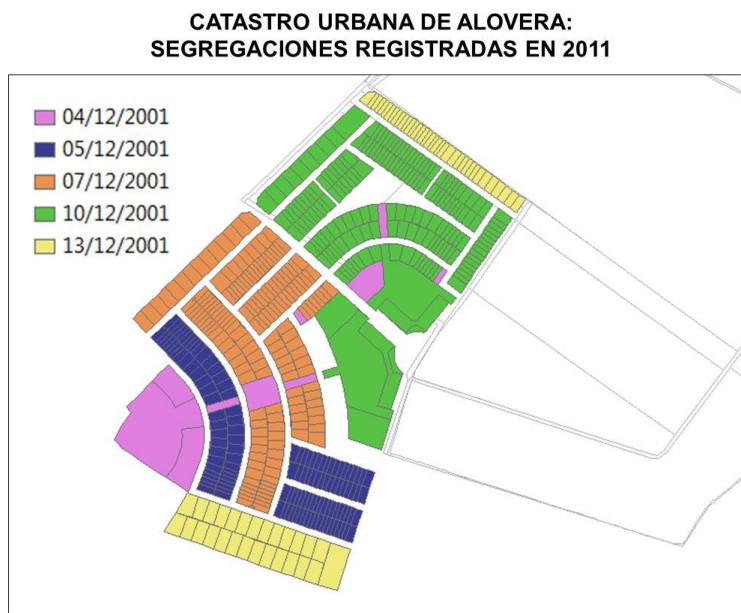 CATASTRO URBANA DE ALOVERA:
SEGREGACIONES REGISTRADAS EN 2011
04/12/2001
05/12/2001
07/12/2001
10/12/2001
13/12/2001